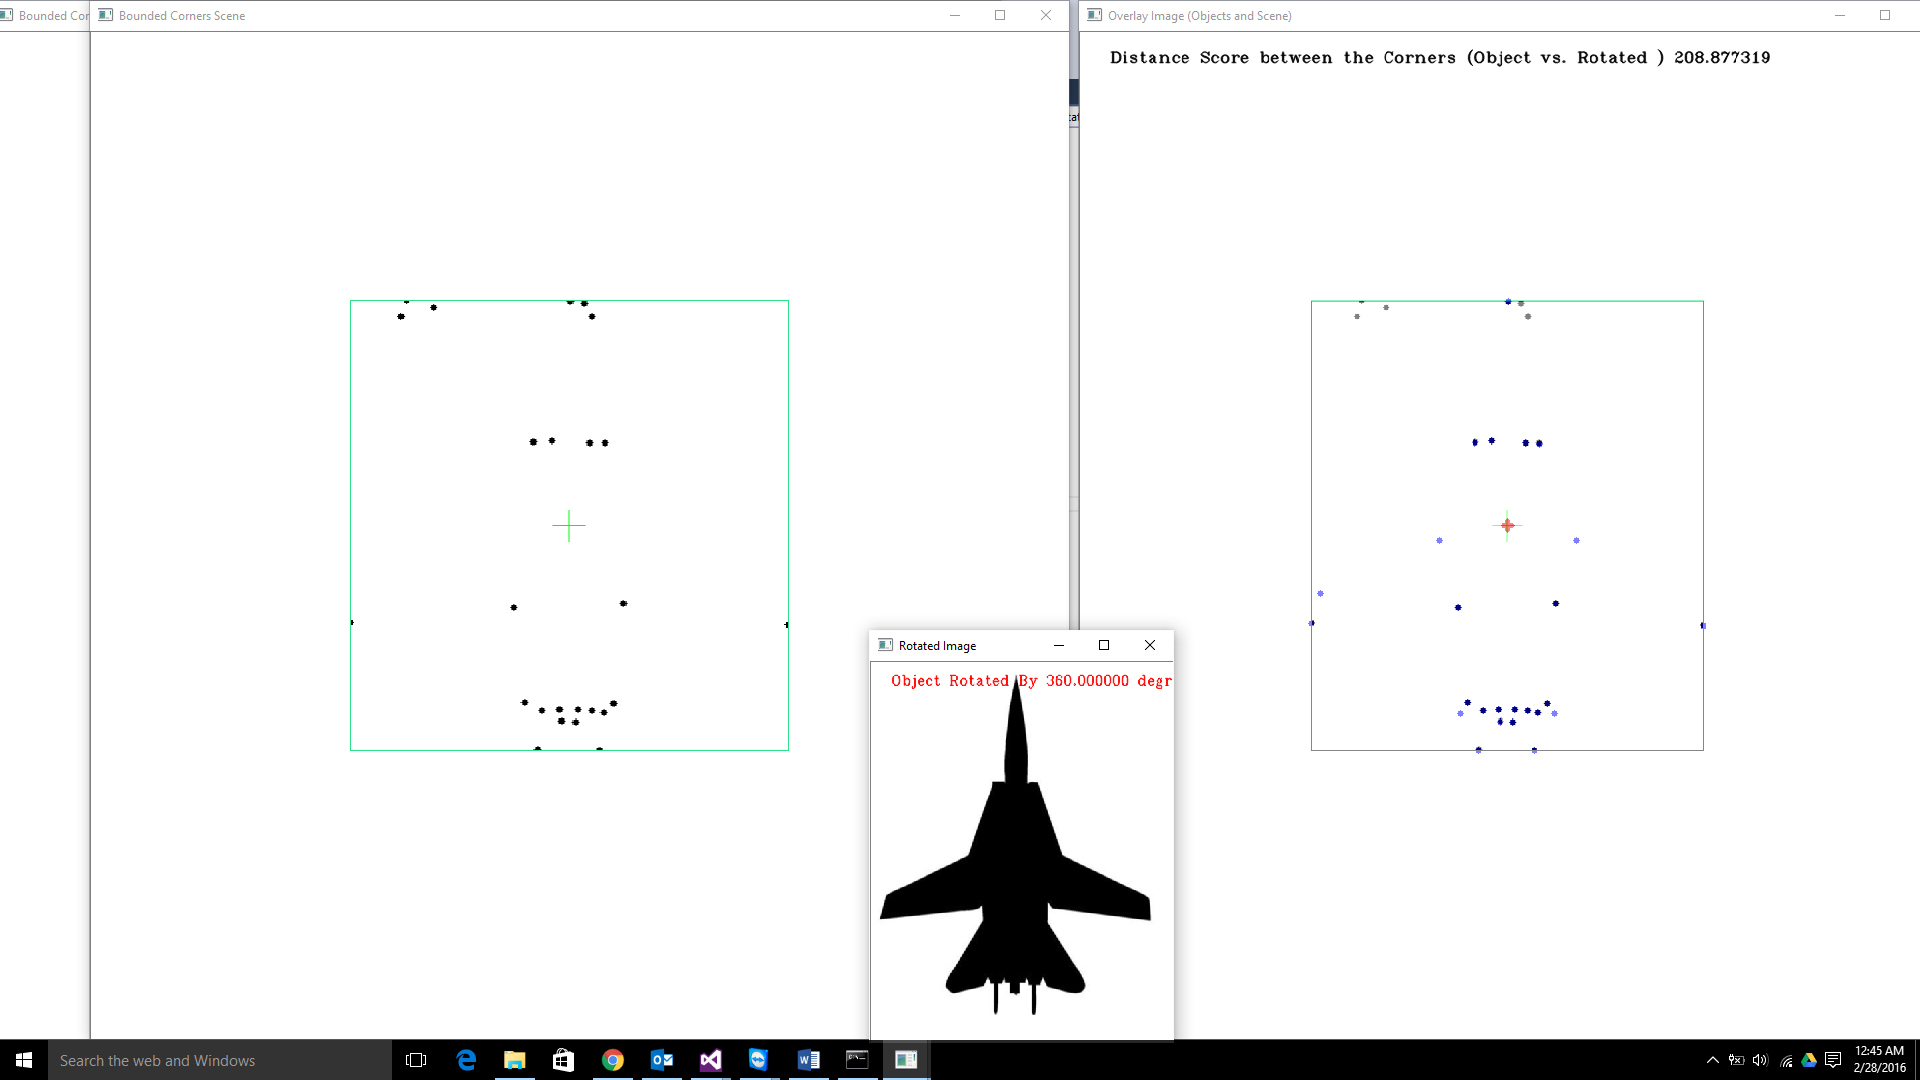 Bounded Cor
Bounded Corners Scene
Overlay Image (Objects and Scene)
Distance Score between the Corners (Object vs. Rotated ) 208.877319
Rotated Image
Object Rotated By 360.000000 degr
Search the web and Windows
12:45 AM
2/28/2016